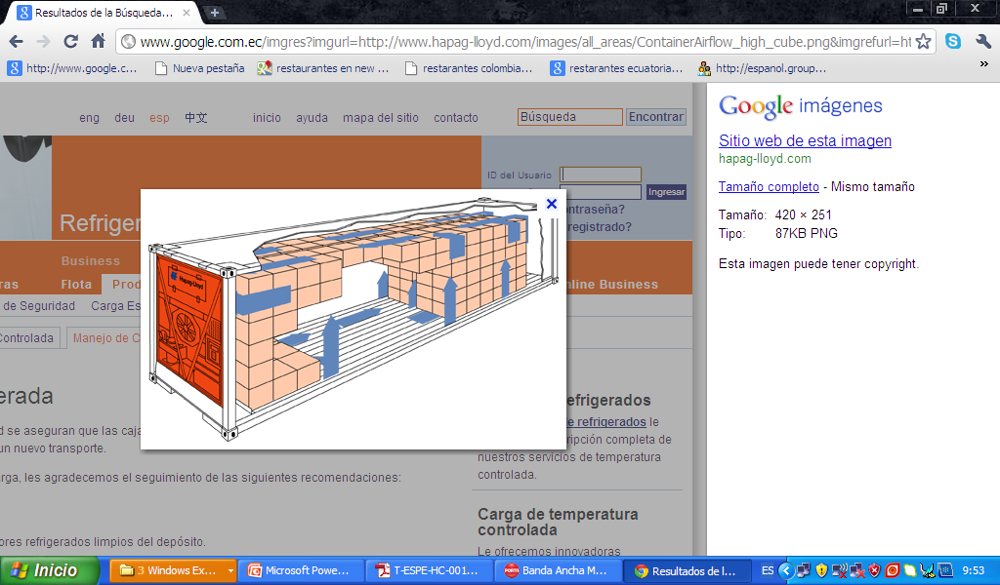 Resultados de la Búsqueda...
www.google.com.ec/imgres?imgurl=http://www.hapag-lloyd.com/images/all_areas/ContainerAirflow_high_cube.png&imgrefurl=ht
http://www.google.c... Nueva pestaña restaurantes en new ... restarantes colombia... restarantes ecuatoria... http://espanol.group... »
eng deu esp 中文 inicio ayuda mapa del sitio contacto Búsqueda Encontrar
ID del Usuario
Ingresar
ontraseña?
registrado?
Refriger
Business
ras Flota Prod nline Business
de Seguridad Carga Es
Controlada Manejo de C
Hapag-Lloyd
erada
d se aseguran que las caja
un nuevo transporte.
arga, les agradecemos el seguimiento de las siguientes recomendaciones:
ores refrigerados limpios del depósito.
efrigerados
e refrigerados le
ripción completa de
nuestros servicios de temperatura
controlada.
Carga de temperatura
controlada
Le ofrecemos innovadoras
Google imágenes
Sitio web de esta imagen
hapag-lloyd.com
Tamaño completo - Mismo tamaño
Tamaño: 420 × 251
Tipo: 87KB PNG
Esta imagen puede tener copyright.
Inicio 3 Windows Ex... Microsoft Powe... T-ESPE-HC-001... Banda Ancha M... Resultados de l... ES 9:53